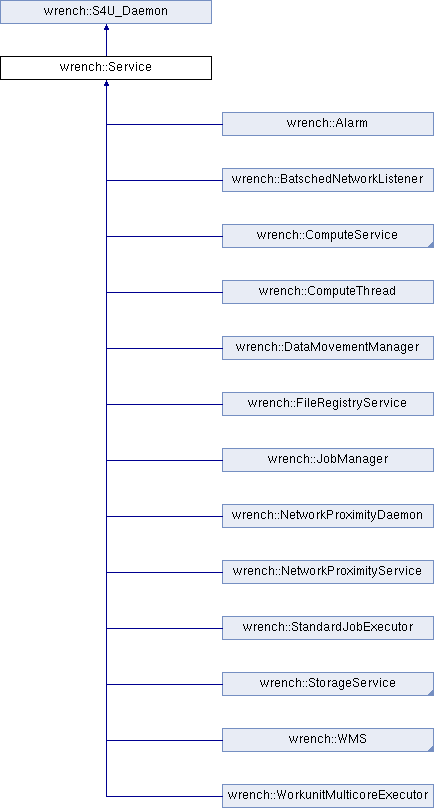 wrench::S4U_Daemon
wrench::Service
wrench::Alarm
wrench::BatschedNetworkListener
wrench::ComputeService
wrench::ComputeThread
wrench::DataMovementManager
wrench::FileRegistryService
wrench::JobManager
wrench::NetworkProximityDaemon
wrench::NetworkProximityService
wrench::StandardJobExecutor
wrench::StorageService
wrench::WMS
wrench::WorkunitMulticoreExecutor